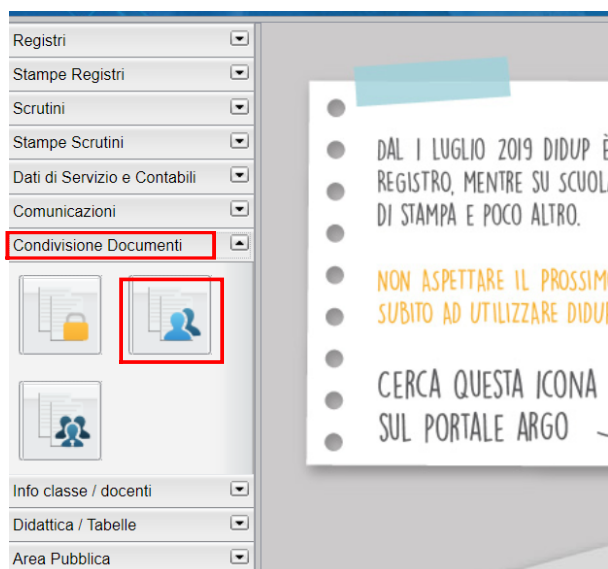 Registri
Stampe Registri
Scrutini
Stampe Scrutini
Dati di Servizio e Contabili
Comunicazioni
Condivisione Documenti
Info classe / docenti
Didattica / Tabelle
Area Pubblica
DAL 1 LUGLIO 2019 DIDUP È
REGISTRO, MENTRE SU SCUOLA
DI STAMPA E POCO ALTRO.
NON ASPETTARE IL PROSSIMO
SUBITO AD UTILIZZARE DIDUP
CERCA QUESTA ICONA
SUL PORTALE ARGO